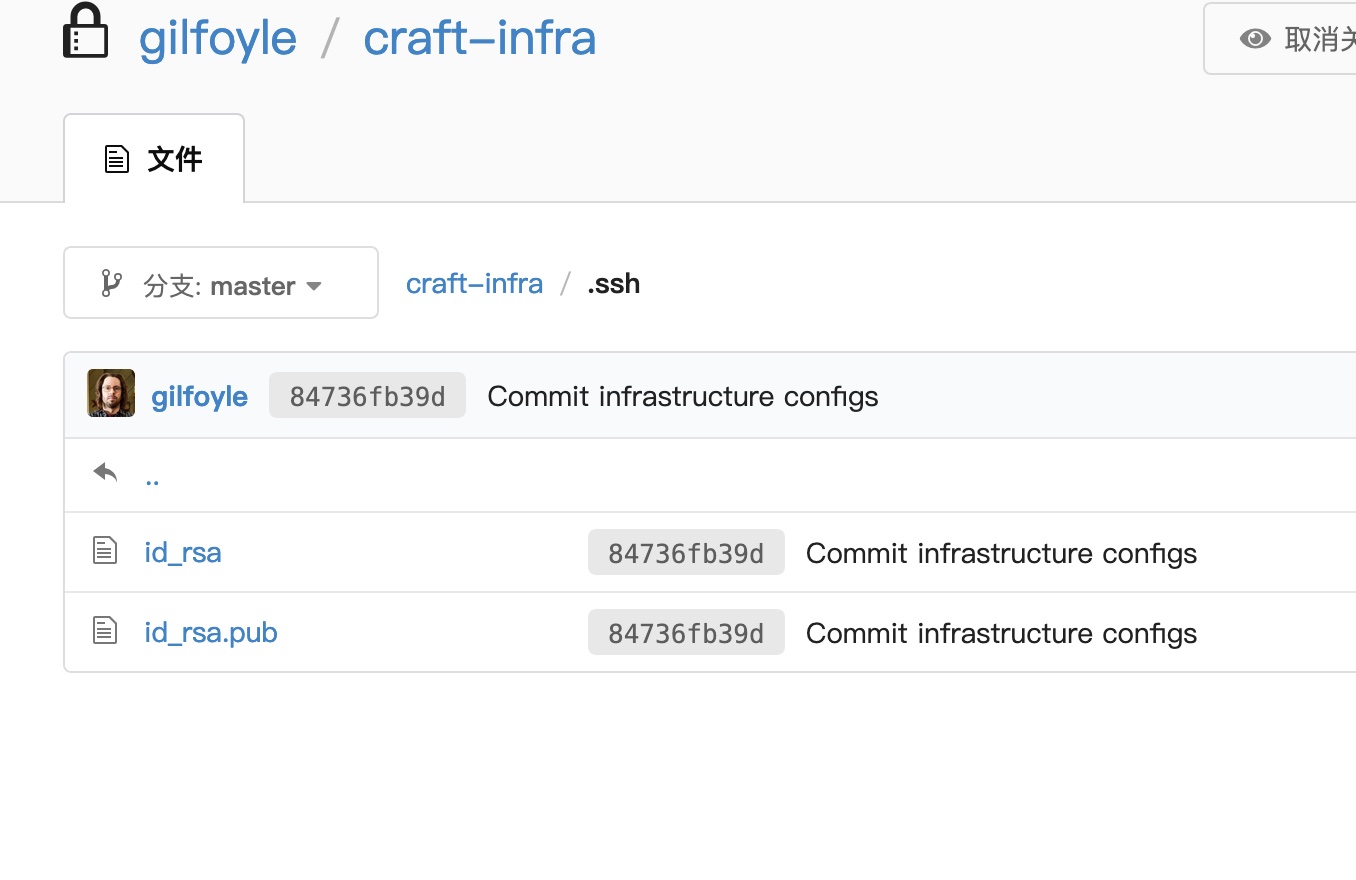 gilfoyle / craft-infra
取消关
文件
分支: master
craft-infra / .ssh
gilfoyle 84736fb39d Commit infrastructure configs
..
id_rsa 84736fb39d Commit infrastructure configs
id_rsa.pub 84736fb39d Commit infrastructure configs